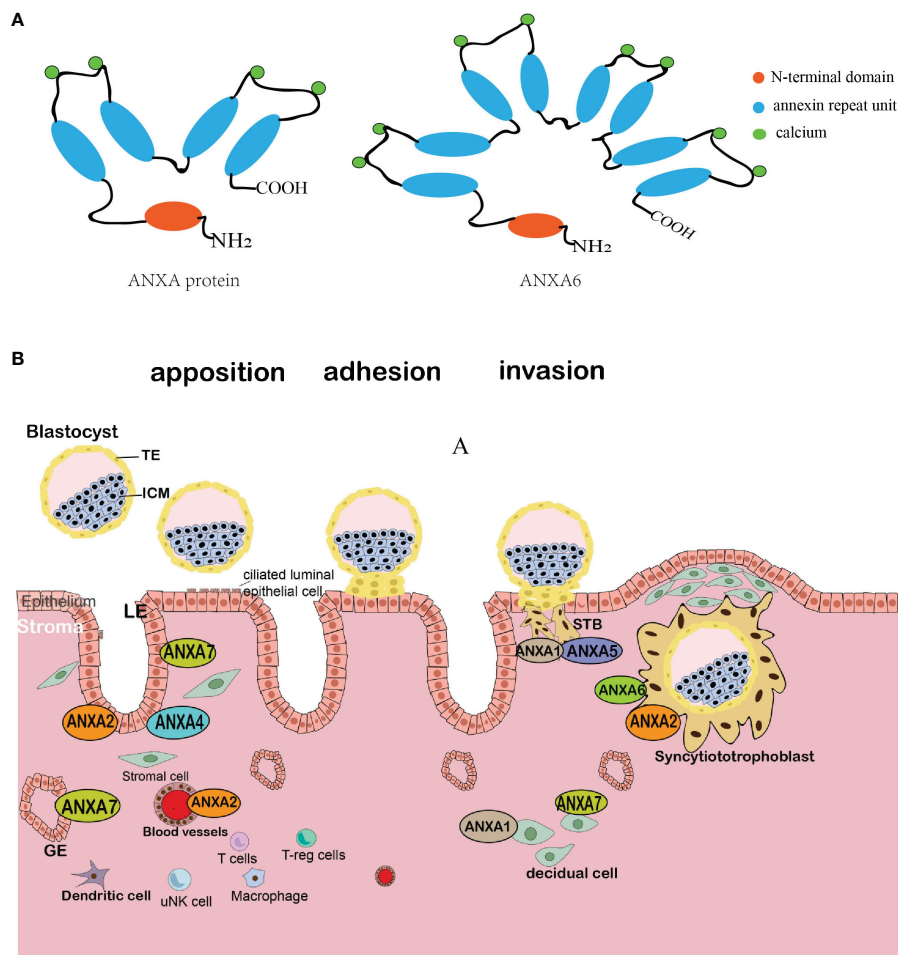 A
N-terminal domain
annexin repeat unit
calcium
COOH
NH2
ANXA protein
COOH
NH2
ANXA6
B
apposition adhesion invasion
Blastocyst
TE
ICM
A
ciliated luminal
epithelial cell
Epithelium
LE
Stroma
STB
ANXA7
ANXA1
ANXA5
ANXA6
ANXA2
ANXA4
ANXA2
Syncytiototrophoblast
Stromal cell
ANXA7
ANXA2
Blood vessels
GE
T cells
T-reg cells
Dendritic cell
uNK cell
Macrophage
ANXA7
ANXA1
decidual cell